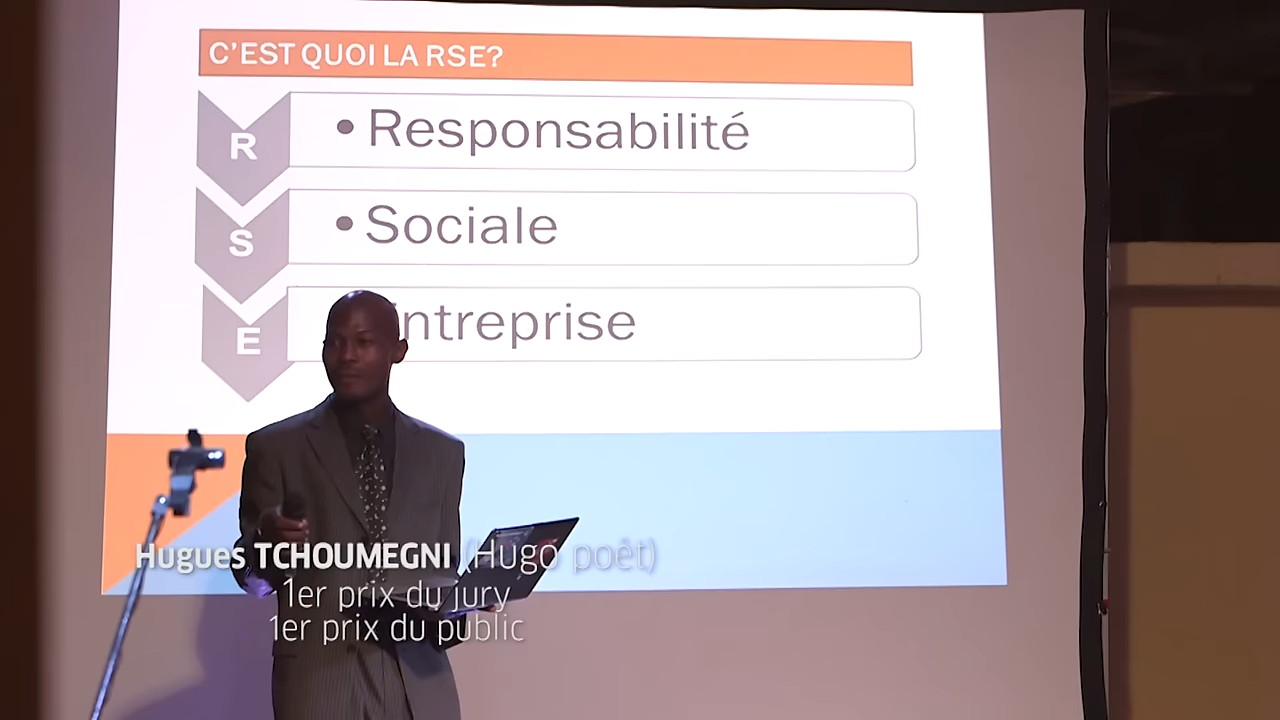 C'EST QUOI LA RSE?
R
• Responsabilité
S
• Sociale
E
ntreprise
Hugues TCHOUMEGNI (Hugo poèt)
1er prix du jury
1er prix du public